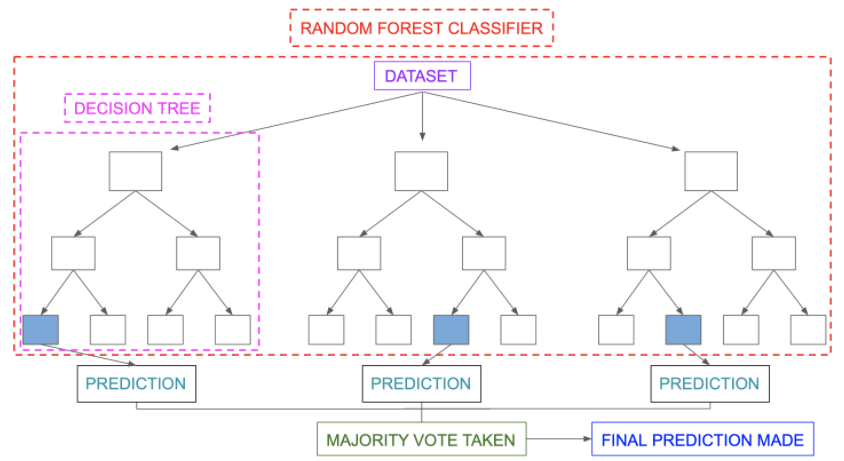 RANDOM FOREST CLASSIFIER
DATASET
DECISION TREE
PREDICTION
PREDICTION
PREDICTION
MAJORITY VOTE TAKEN
FINAL PREDICTION MADE